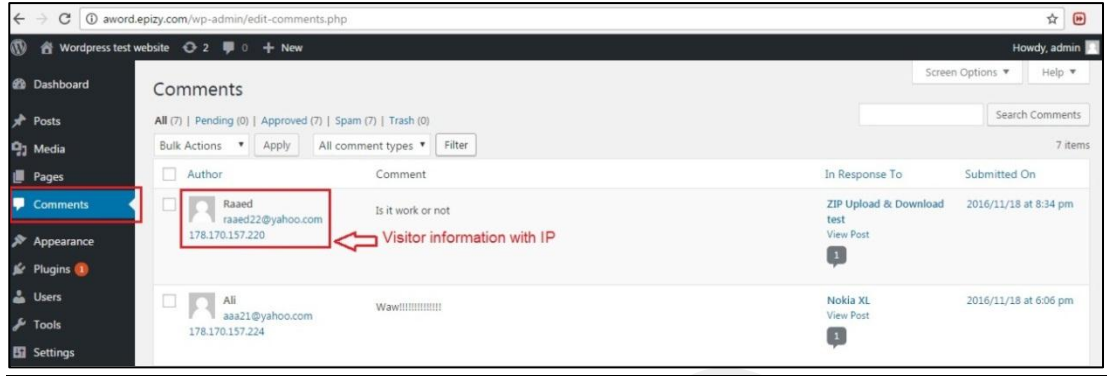 aword.epizy.com/wp-admin/edit-comments.php
Wordpress test website 2 0 + New Howdy, admin
Screen Options ▼ Help ▼
Dashboard
Posts
Media
Pages
Comments
Appearance
Plugins 1
Users
Tools
Settings
Comments
All (7) | Pending (0) | Approved (7) | Spam (7) | Trash (0)
Search Comments
Bulk Actions ▼ Apply All comment types ▼ Filter 7 items
Author Comment In Response To Submitted On
Raaed
raaed22@yahoo.com
178.170.157.220
Is it work or not
Visitor information with IP
ZIP Upload & Download
test
View Post
1
2016/11/18 at 8:34 pm
Ali
aaa21@yahoo.com
178.170.157.224
Waw!!!!!!!!!!!!!!
Nokia XL
View Post
1
2016/11/18 at 6:06 pm